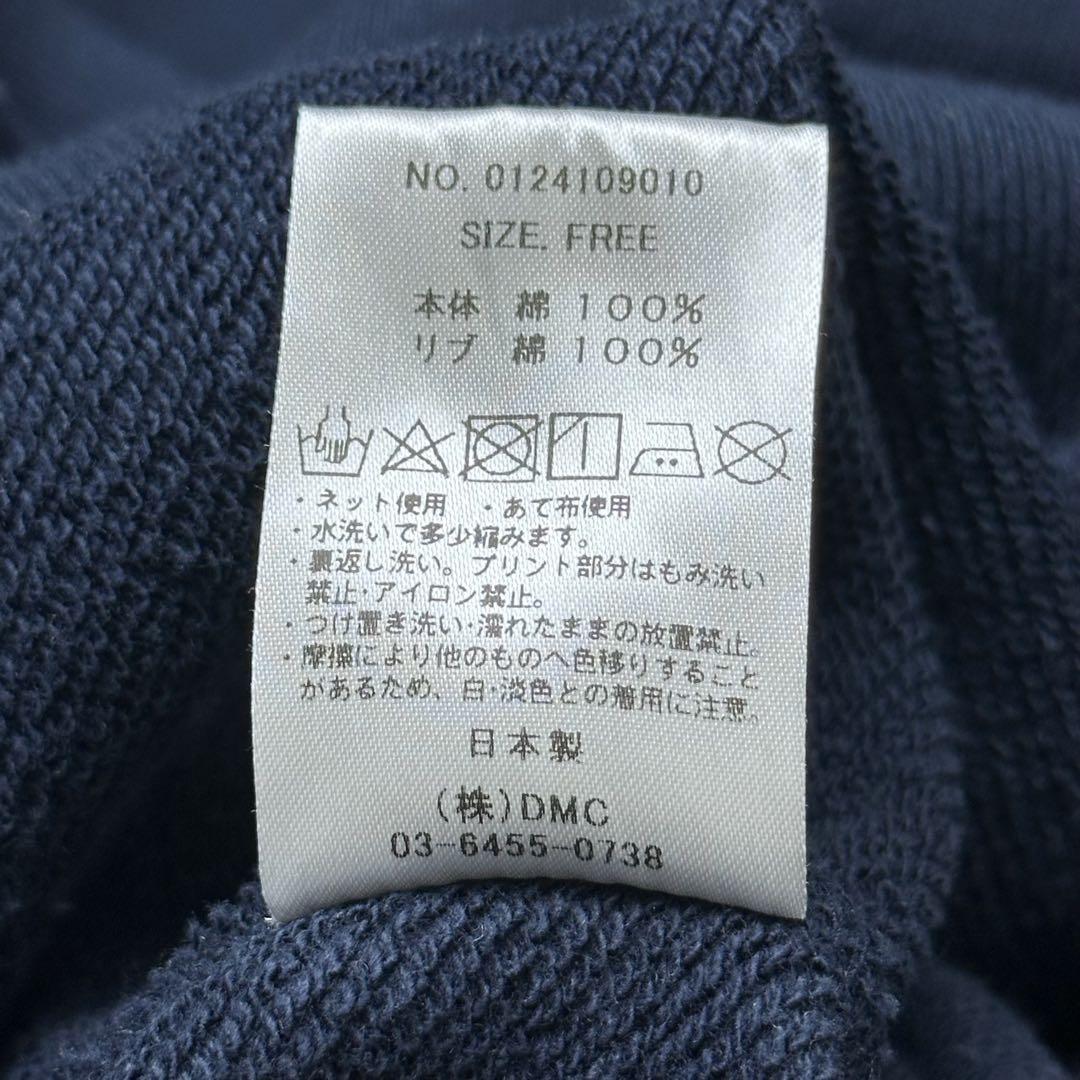 NO. 0124109010
SIZE. FREE
本体 綿 100%
リブ 綿 100%
・ネット使用 ・あて布使用
・水洗いで多少縮みます。
・裏返し洗い。プリント部分はもみ洗い
禁止・アイロン禁止。
・つけ置き洗い・濡れたままの放置禁止。
・摩擦により他のものへ色移りすること
があるため、白・淡色との着用に注意。
日本製
(株)DMC
03-6455-0738